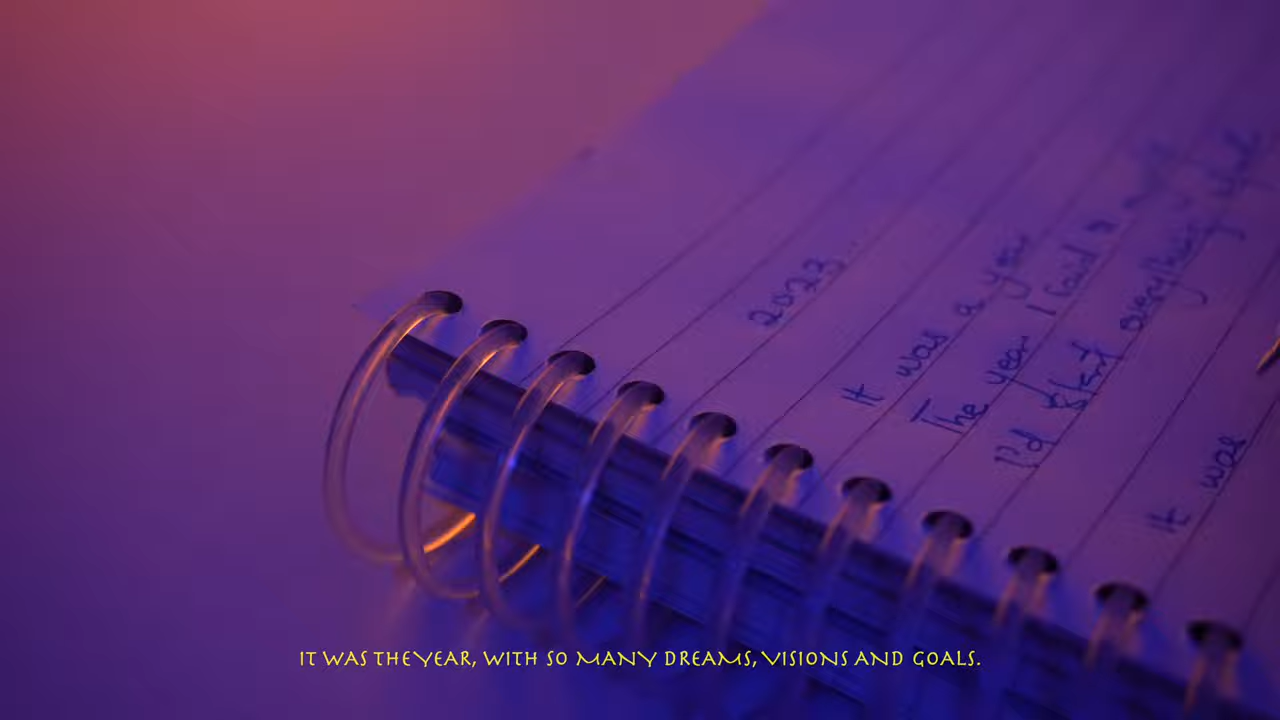 2023
It was a year
The year I said a
I'd start everything
It was
IT WAS THE YEAR, WITH SO MANY DREAMS, VISIONS AND GOALS.